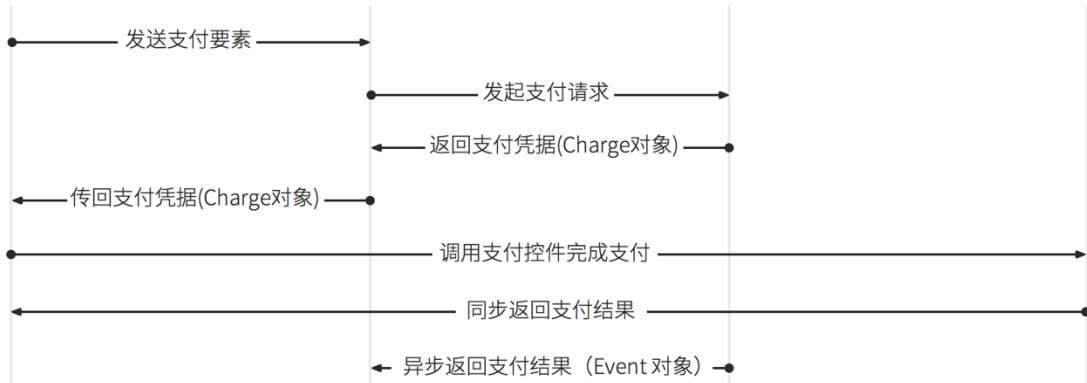 发送支付要素
发起支付请求
返回支付凭据(Charge对象)
传回支付凭据(Charge对象)
调用支付控件完成支付
同步返回支付结果
异步返回支付结果（Event 对象）